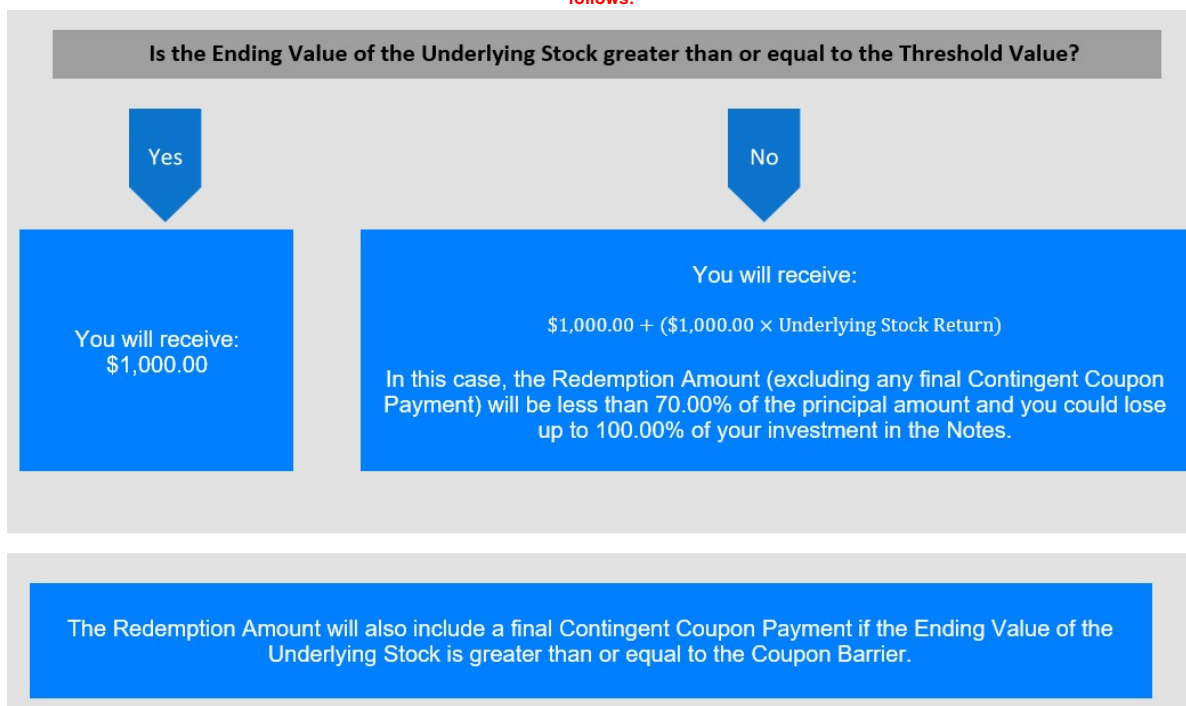 follows:
Is the Ending Value of the Underlying Stock greater than or equal to the Threshold Value?
Yes
No
You will receive:
$1,000.00
You will receive:
$1,000.00 + ($1,000.00 × Underlying Stock Return)
In this case, the Redemption Amount (excluding any final Contingent Coupon
Payment) will be less than 70.00% of the principal amount and you could lose
up to 100.00% of your investment in the Notes.
The Redemption Amount will also include a final Contingent Coupon Payment if the Ending Value of the
Underlying Stock is greater than or equal to the Coupon Barrier.